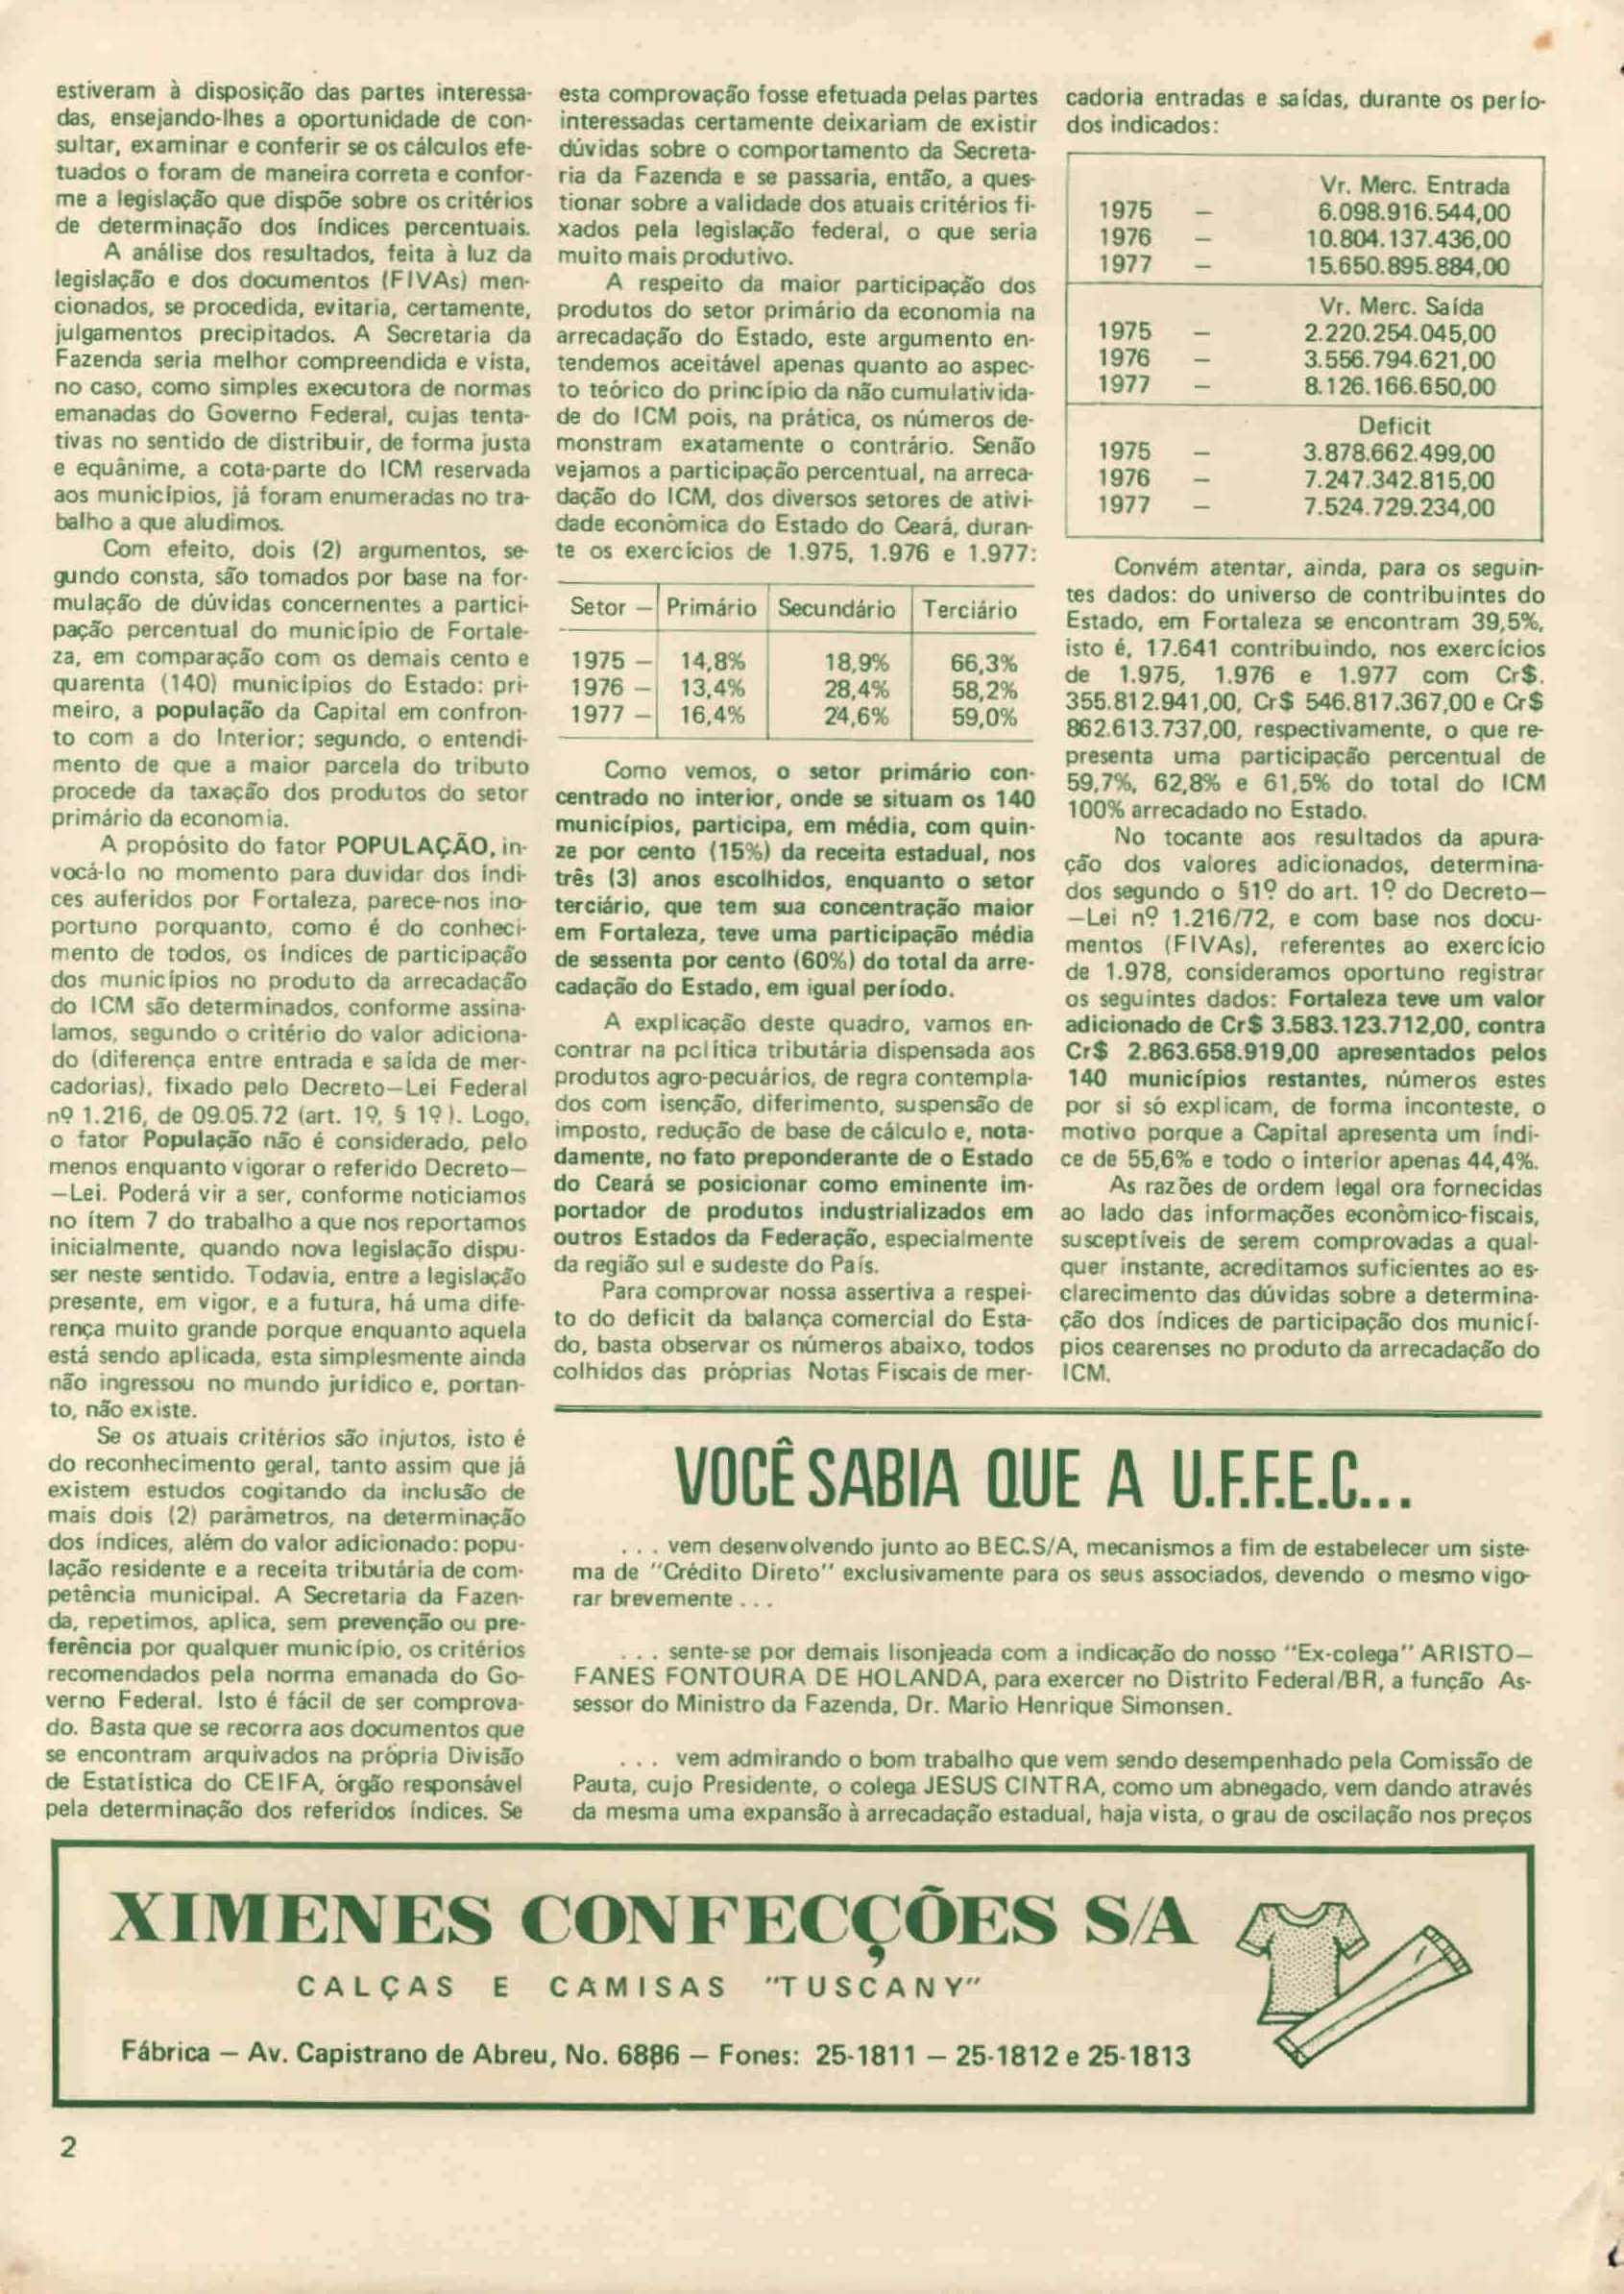 estiveram à disposição das partes interessa-
das, ensejando-lhes a oportunidade de con-
sultar, examinar e conferir se os cálculos efe-
tuados o foram de maneira correta e confor-
me a legislação que dispõe sobre os critérios
de determinação dos índices percentuais.
A análise dos resultados, feita à luz da
legislação e dos documentos (FIVAs) men-
cionados, se procedida, evitaria, certamente,
julgamentos precipitados. A Secretaria da
Fazenda seria melhor compreendida e vista,
no caso, como simples executora de normas
emanadas do Governo Federal, cujas tenta-
tivas no sentido de distribuir, de forma justa
e equânime, a cota-parte do ICM reservada
aos municípios, já foram enumeradas no tra-
balho a que aludimos.
Com efeito, dois (2) argumentos, se-
gundo consta, são tomados por base na for-
mulação de dúvidas concernentes a partici-
pação percentual do município de Fortale-
za, em comparação com os demais cento e
quarenta (140) municípios do Estado: pri-
meiro, a população da Capital em confron-
to com a do Interior; segundo, o entendi-
mento de que a maior parcela do tributo
procede da taxação dos produtos do setor
primário da economia.
A propósito do fator POPULAÇÃO, in-
vocá-lo no momento para duvidar dos índi-
ces auferidos por Fortaleza, parece-nos ino-
portuno porquanto, como é do conheci-
mento de todos, os índices de participação
dos municípios no produto da arrecadação
do ICM são determinados, conforme assina-
lamos, segundo o critério do valor adiciona-
do (diferença entre entrada e saída de mer-
cadorias), fixado pelo Decreto—Lei Federal
nº 1.216, de 09.05.72 (art. 1º, § 1º). Logo,
o fator População não é considerado, pelo
menos enquanto vigorar o referido Decreto—
—Lei. Poderá vir a ser, conforme noticiamos
no ítem 7 do trabalho a que nos reportamos
inicialmente, quando nova legislação dispu-
ser neste sentido. Todavia, entre a legislação
presente, em vigor, e a futura, há uma dife-
rença muito grande porque enquanto aquela
está sendo aplicada, esta simplesmente ainda
não ingressou no mundo jurídico e, portan-
to, não existe.
Se os atuais critérios são injutos, isto é
do reconhecimento geral, tanto assim que já
existem estudos cogitando da inclusão de
mais dois (2) parâmetros, na determinação
dos índices, além do valor adicionado: popu-
lação residente e a receita tributária de com-
petência municipal. A Secretaria da Fazen-
da, repetimos, aplica, sem prevenção ou pre-
ferência por qualquer município, os critérios
recomendados pela norma emanada do Go-
verno Federal. Isto é fácil de ser comprova-
do. Basta que se recorra aos documentos que
se encontram arquivados na própria Divisão
de Estatística do CEIFA, órgão responsável
pela determinação dos referidos índices. Se
esta comprovação fosse efetuada pelas partes
interessadas certamente deixariam de existir
dúvidas sobre o comportamento da Secreta-
ria da Fazenda e se passaria, então, a ques-
tionar sobre a validade dos atuais critérios fi-
xados pela legislação federal, o que seria
muito mais produtivo.
A respeito da maior participação dos
produtos do setor primário da economia na
arrecadação do Estado, este argumento en-
tendemos aceitável apenas quanto ao aspec-
to teórico do princípio da não cumulativida-
de do ICM pois, na prática, os números de-
monstram exatamente o contrário. Senão
vejamos a participação percentual, na arreca-
dação do ICM, dos diversos setores de ativi-
dade econômica do Estado do Ceará, duran-
te os exercícios de 1.975, 1.976 e 1.977:
Setor — Primário Secundário Terciário
1975 — 14,8% 18,9% 66,3%
1976 — 13,4% 28,4% 58,2%
1977 — 16,4% 24,6% 59,0%
Como vemos, o setor primário con-
centrado no interior, onde se situam os 140
municípios, participa, em média, com quin-
ze por cento (15%) da receita estadual, nos
três (3) anos escolhidos, enquanto o setor
terciário, que tem sua concentração maior
em Fortaleza, teve uma participação média
de sessenta por cento (60%) do total da arre-
cadação do Estado, em igual período.
A explicação deste quadro, vamos en-
contrar na política tributária dispensada aos
produtos agro-pecuários, de regra contempla-
dos com isenção, diferimento, suspensão de
imposto, redução de base de cálculo e, nota-
damente, no fato preponderante de o Estado
do Ceará se posicionar como eminente im-
portador de produtos industrializados em
outros Estados da Federação, especialmente
da região sul e sudeste do País.
Para comprovar nossa assertiva a respei-
to do deficit da balança comercial do Esta-
do, basta observar os números abaixo, todos
colhidos das próprias Notas Fiscais de mer-
cadoria entradas e saídas, durante os perío-
dos indicados:
Vr. Merc. Entrada
1975 — 6.098.916.544,00
1976 — 10.804.137.436,00
1977 — 15.650.895.884,00
Vr. Merc. Saída
1975 — 2.220.254.045,00
1976 — 3.556.794.621,00
1977 — 8.126.166.650,00
Deficit
1975 — 3.878.662.499,00
1976 — 7.247.342.815,00
1977 — 7.524.729.234,00
Convém atentar, ainda, para os seguin-
tes dados: do universo de contribuintes do
Estado, em Fortaleza se encontram 39,5%,
isto é, 17.641 contribuindo, nos exercícios
de 1.975, 1.976 e 1.977 com Cr$.
355.812.941,00, Cr$ 546.817.367,00 e Cr$
862.613.737,00, respectivamente, o que re-
presenta uma participação percentual de
59,7%, 62,8% e 61,5% do total do ICM
100% arrecadado no Estado.
No tocante aos resultados da apura-
ção dos valores adicionados, determina-
dos segundo o §1º do art. 1º do Decreto—
—Lei nº 1.216/72, e com base nos docu-
mentos (FIVAs), referentes ao exercício
de 1.978, consideramos oportuno registrar
os seguintes dados: Fortaleza teve um valor
adicionado de Cr$ 3.583.123.712,00, contra
Cr$ 2.863.658.919,00 apresentados pelos
140 municípios restantes, números estes
por si só explicam, de forma inconteste, o
motivo porque a Capital apresenta um índi-
ce de 55,6% e todo o interior apenas 44,4%.
As razões de ordem legal ora fornecidas
ao lado das informações econômico-fiscais,
susceptíveis de serem comprovadas a qual-
quer instante, acreditamos suficientes ao es-
clarecimento das dúvidas sobre a determina-
ção dos índices de participação dos municí-
pios cearenses no produto da arrecadação do
ICM.
VOCÊ SABIA QUE A U.F.F.E.C...
. . . vem desenvolvendo junto ao BEC.S/A, mecanismos a fim de estabelecer um siste-
ma de "Crédito Direto" exclusivamente para os seus associados, devendo o mesmo vigo-
rar brevemente . . .
. . . sente-se por demais lisonjeada com a indicação do nosso "Ex-colega" ARISTO—
FANES FONTOURA DE HOLANDA, para exercer no Distrito Federal/BR, a função As-
sessor do Ministro da Fazenda, Dr. Mario Henrique Simonsen.
. . . vem admirando o bom trabalho que vem sendo desempenhado pela Comissão de
Pauta, cujo Presidente, o colega JESUS CINTRA, como um abnegado, vem dando através
da mesma uma expansão à arrecadação estadual, haja vista, o grau de oscilação nos preços
XIMENES CONFECÇÕES S/A
CALÇAS E CAMISAS "TUSCANY"
Fábrica — Av. Capistrano de Abreu, No. 6886 — Fones: 25-1811 — 25-1812 e 25-1813
2